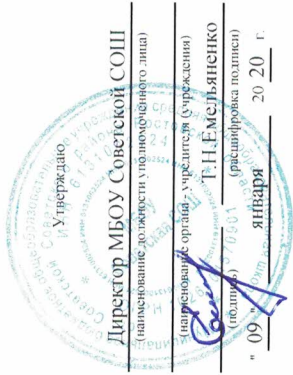 Утверждаю
Директор МБОУ Советской СОШ
(наименование должности уполномоченного лица)
(наименование органа - учредителя (учреждения)
Г.Н.Емельяненко
(подпись) (расшифровка подписи)
" 09 " января 20 20 г.